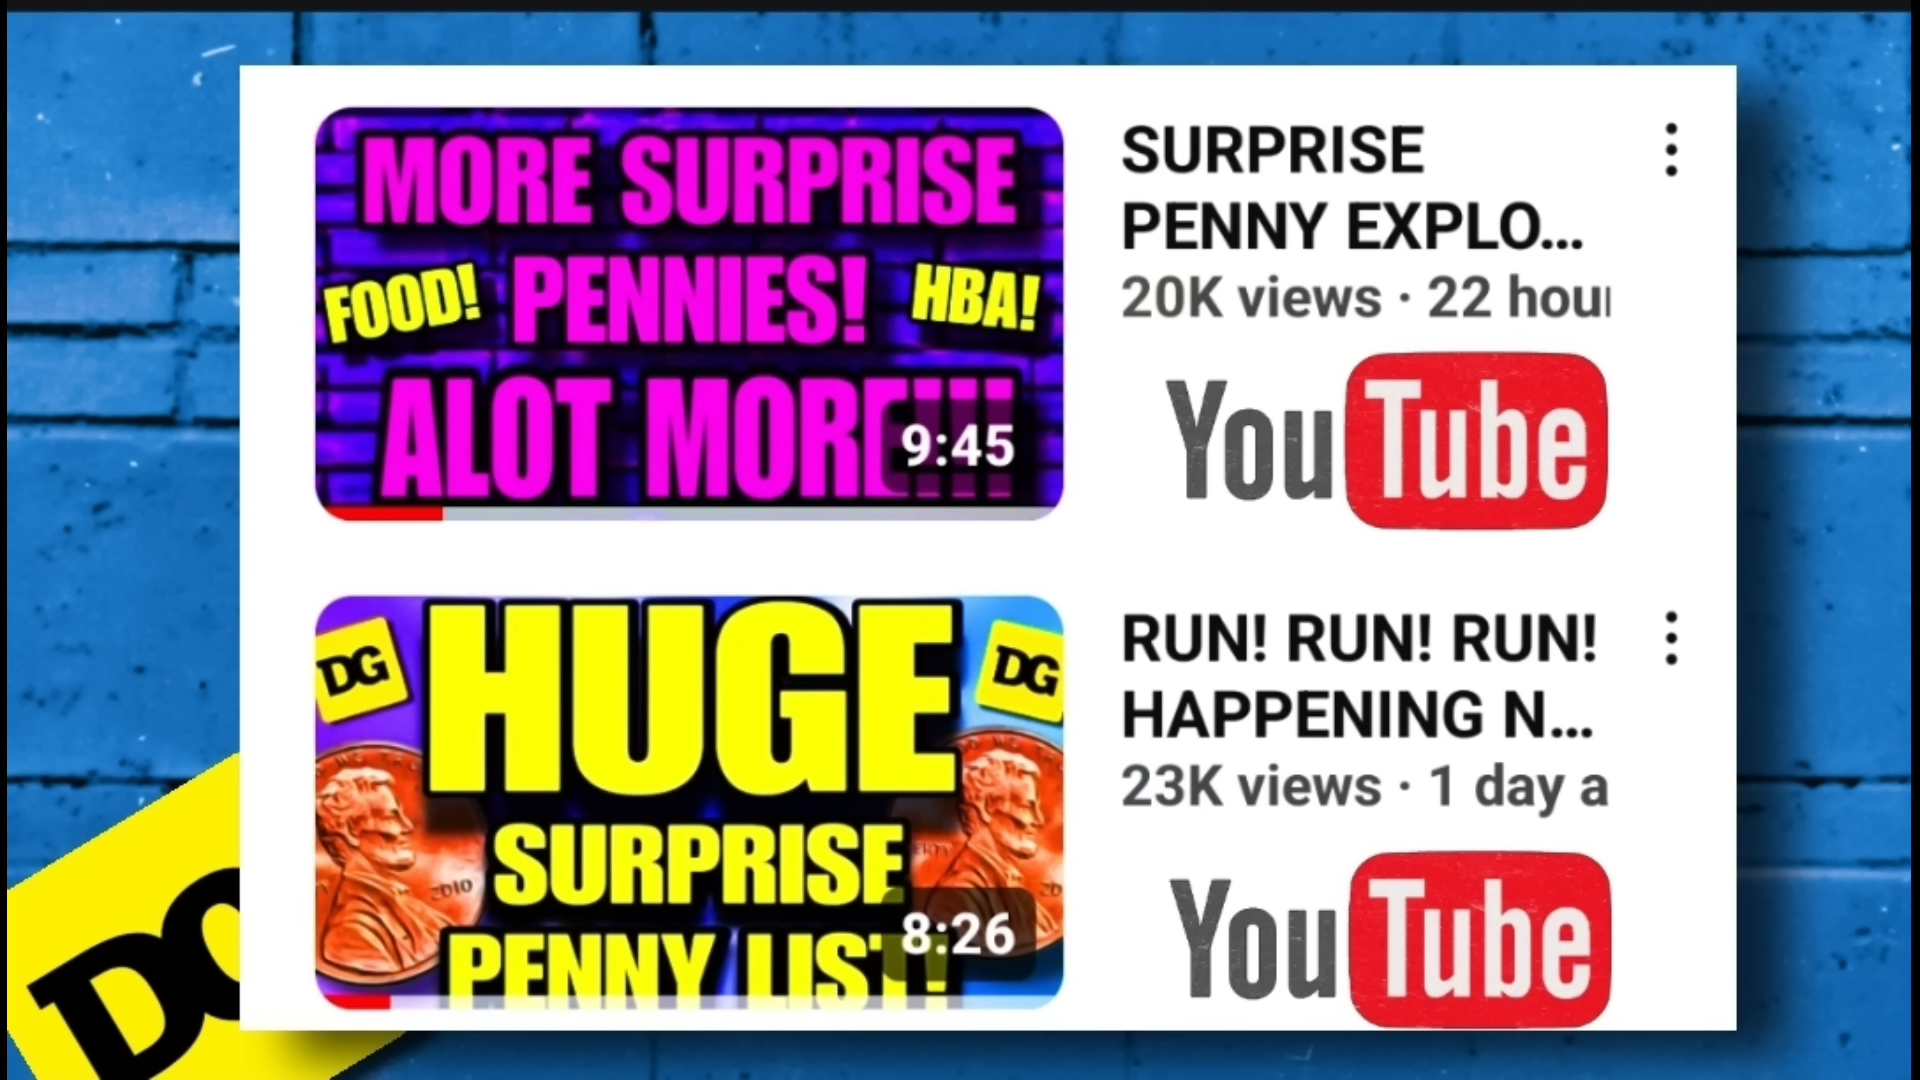 MORE SURPRISE
FOOD! PENNIES! HBA!
ALOT MORE!!!!
9:45
SURPRISE
PENNY EXPLO...
20K views · 22 hour
YouTube
DG HUGE DG
SURPRISE
2010
PENNY LIST!
8:26
RUN! RUN! RUN!
HAPPENING N...
23K views · 1 day a
YouTube
DG